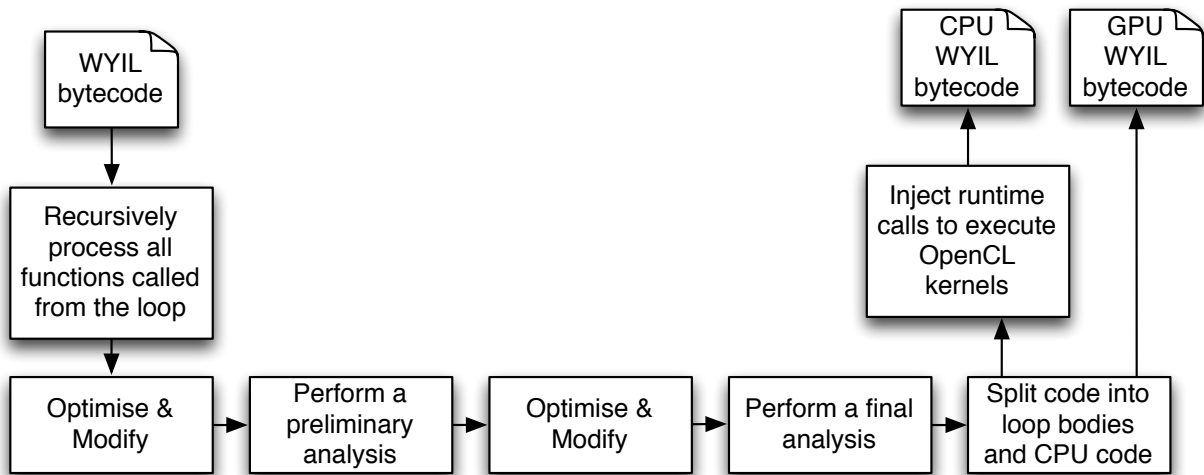 WYIL
bytecode
Recursively
process all
functions called
from the loop
Optimise &
Modify
Perform a
preliminary
analysis
Optimise &
Modify
Perform a final
analysis
Split code into
loop bodies
and CPU code
Inject runtime
calls to execute
OpenCL
kernels
CPU
WYIL
bytecode
GPU
WYIL
bytecode